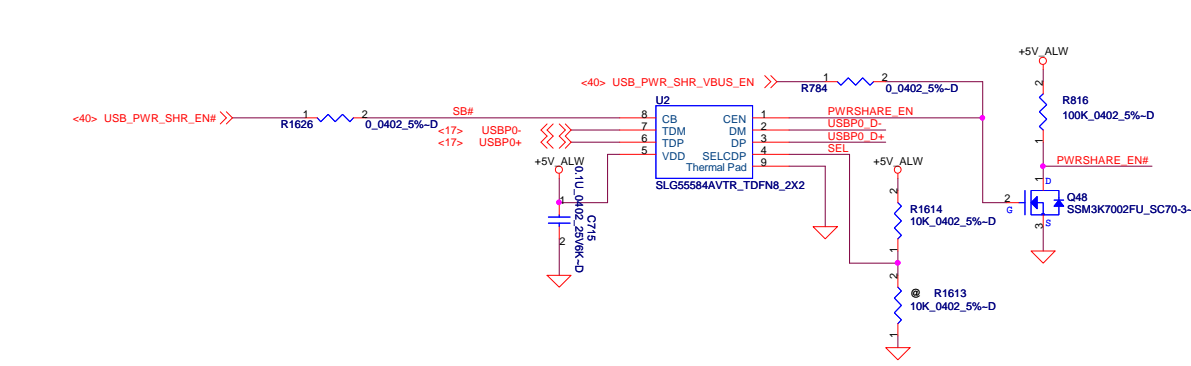 +5V_ALW
<40> USB_PWR_SHR_VBUS_EN
1
2
R784
0_0402_5%~D
2
R816
100K_0402_5%~D
1
<40> USB_PWR_SHR_EN#
1
2
R1626
0_0402_5%~D
SB#
U2
8
CB
CEN
1
PWRSHARE_EN
<17> USBP0-
7
TDM
DM
2
USBP0_D-
<17> USBP0+
6
TDP
DP
3
USBP0_D+
5
VDD
SELCDP
4
SEL
Thermal Pad
9
SLG55584AVTR_TDFN8_2X2
+5V_ALW
1
2
0.1U_0402_25V6K~D
C715
+5V_ALW
2
R1614
10K_0402_5%~D
1
2
@ R1613
10K_0402_5%~D
1
PWRSHARE_EN#
1
D
2
G
Q48
SSM3K7002FU_SC70-3~
3
S